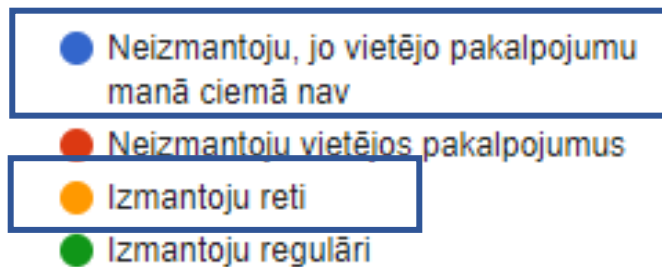 Neizmantoju, jo vietējo pakalpojumu
manā ciemā nav
Neizmantoju vietējos pakalpojumus
Izmantoju reti
Izmantoju regulāri